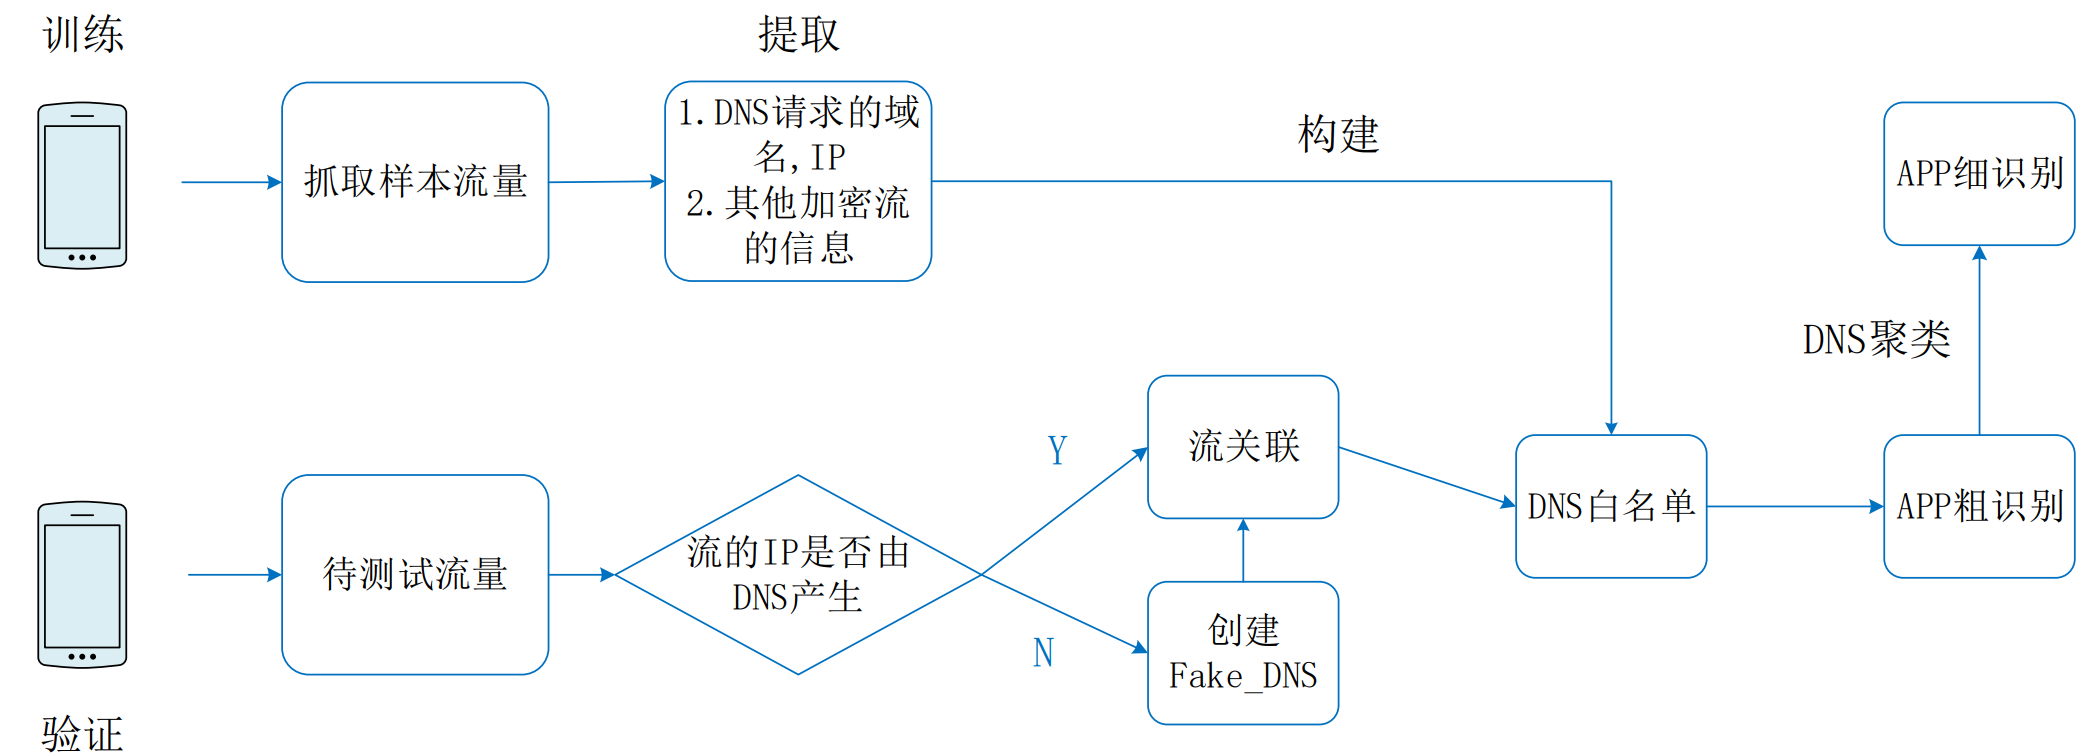 训练
提取
抓取样本流量
1.DNS请求的域
名,IP
2.其他加密流
的信息
构建
APP细识别
DNS聚类
流关联
Y
DNS白名单
APP粗识别
待测试流量
流的IP是否由
DNS产生
N
创建
Fake_DNS
验证